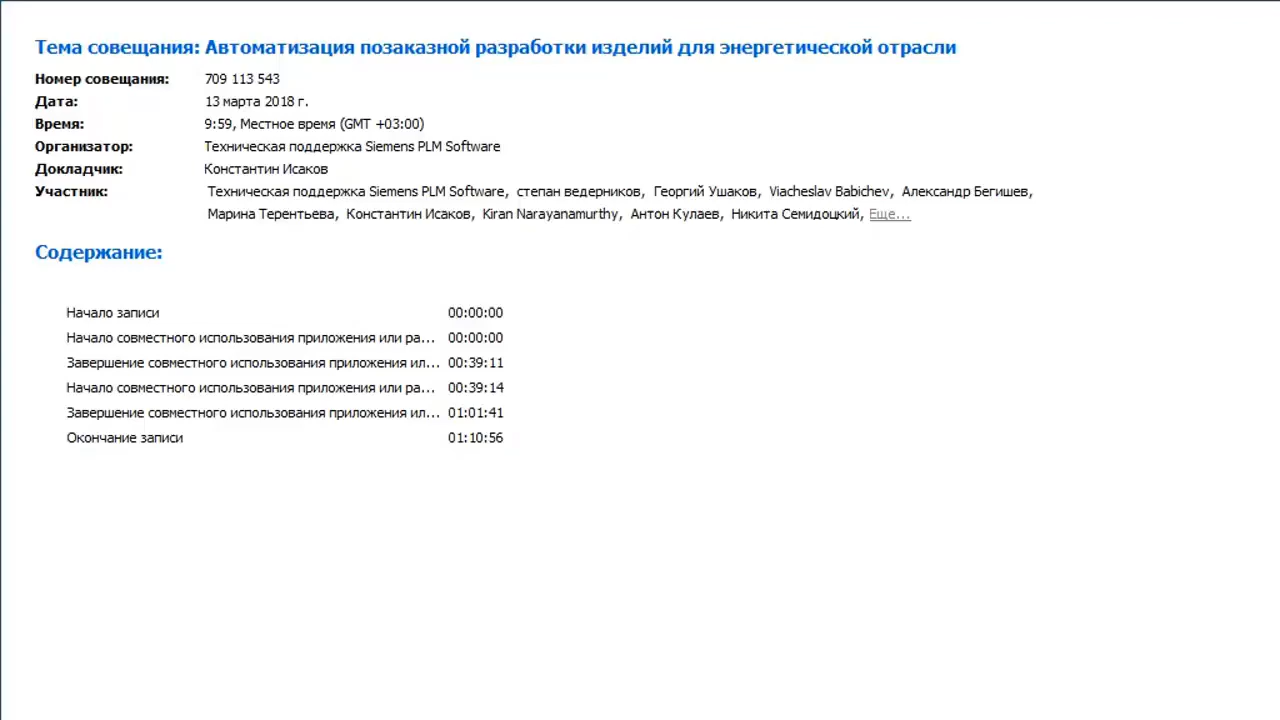 Тема совещания: Автоматизация позаказной разработки изделий для энергетической отрасли
Номер совещания: 709 113 543
Дата: 13 марта 2018 г.
Время: 9:59, Местное время (GMT +03:00)
Организатор: Техническая поддержка Siemens PLM Software
Докладчик: Константин Исаков
Участник: Техническая поддержка Siemens PLM Software, степан ведерников, Георгий Ушаков, Viacheslav Babichev, Александр Бегишев,
Марина Терентьева, Константин Исаков, Kiran Narayanamurthy, Антон Кулаев, Никита Семидоцкий, Еще...
Содержание:
Начало записи 00:00:00
Начало совместного использования приложения или ра... 00:00:00
Завершение совместного использования приложения ил... 00:39:11
Начало совместного использования приложения или ра... 00:39:14
Завершение совместного использования приложения ил... 01:01:41
Окончание записи 01:10:56